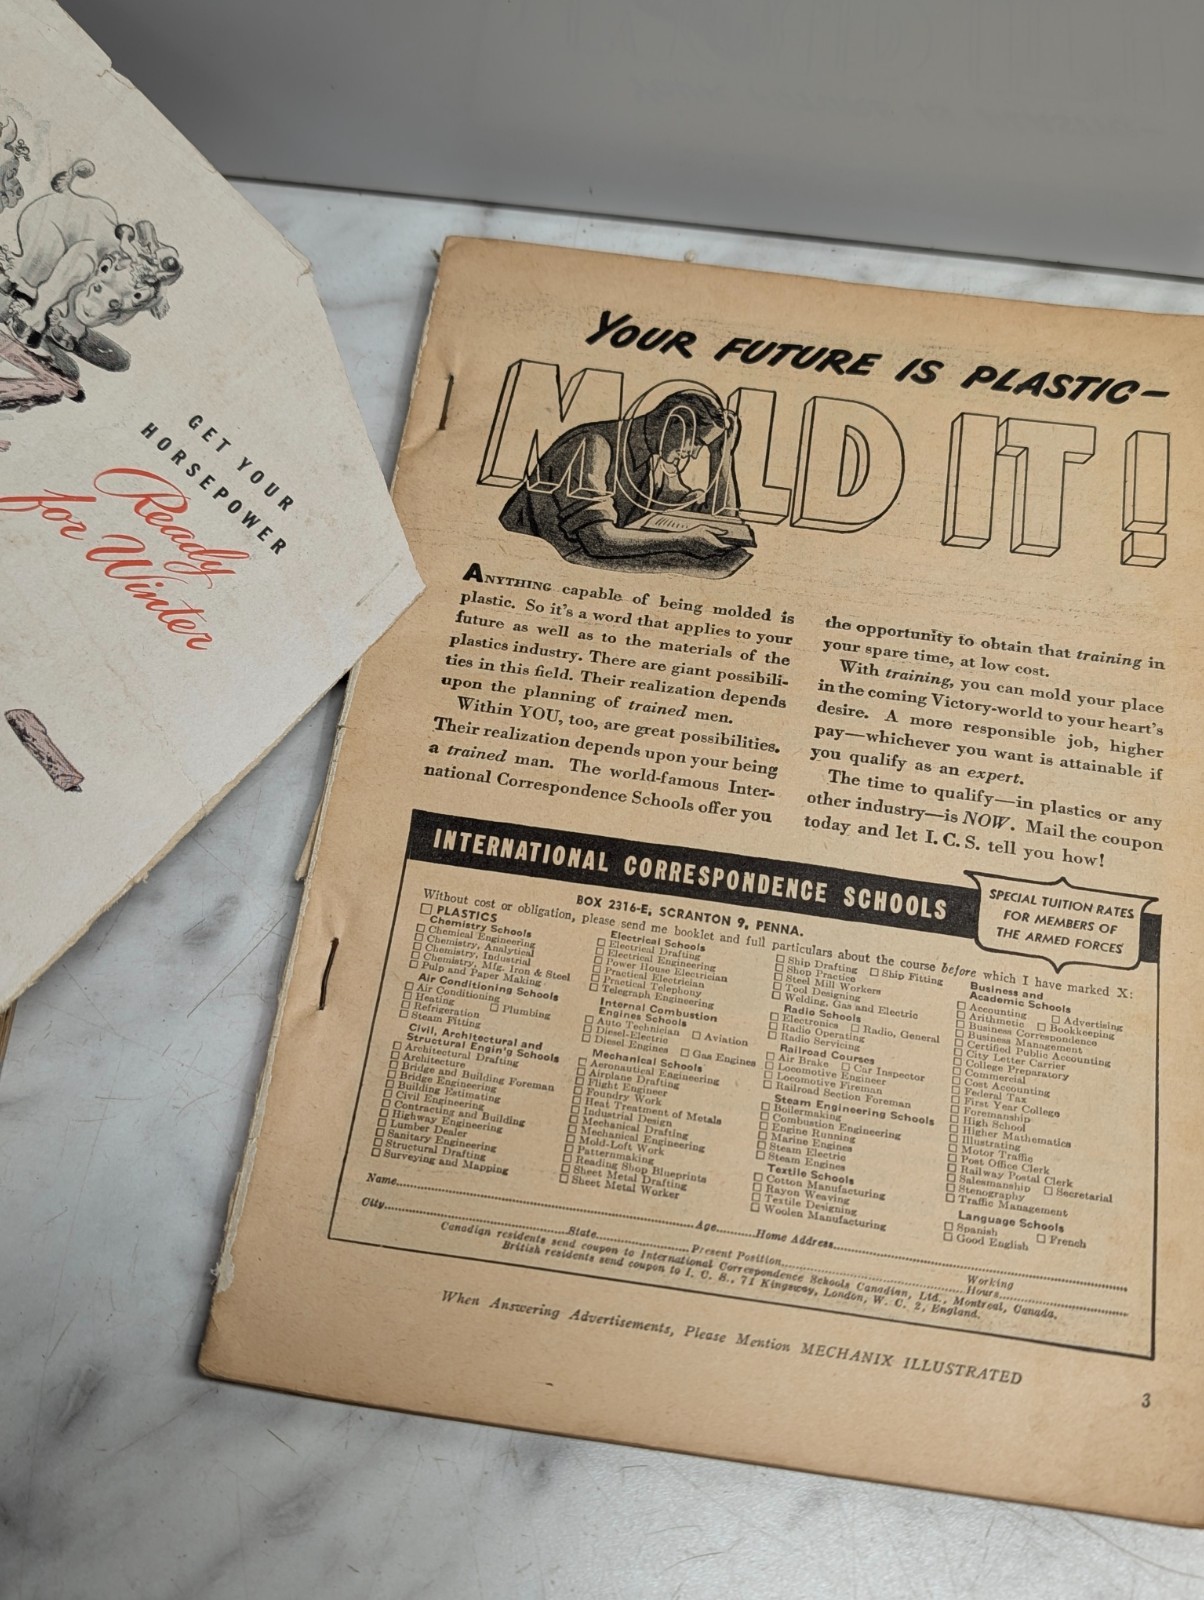 GET YOUR
HORSEPOWER
Ready
for Winter
YOUR FUTURE IS PLASTIC—
MOLD IT!
ANYTHING capable of being molded is
plastic. So it's a word that applies to your
future as well as to the materials of the
plastics industry. There are giant possibili-
ties in this field. Their realization depends
upon the planning of trained men.
Within YOU, too, are great possibilities.
Their realization depends upon your being
a trained man. The world-famous Inter-
national Correspondence Schools offer you
the opportunity to obtain that training in
your spare time, at low cost.
With training, you can mold your place
in the coming Victory-world to your heart's
desire. A more responsible job, higher
pay—whichever you want is attainable if
you qualify as an expert.
The time to qualify—in plastics or any
other industry—is NOW. Mail the coupon
today and let I. C. S. tell you how!
INTERNATIONAL CORRESPONDENCE SCHOOLS
SPECIAL TUITION RATES
FOR MEMBERS OF
THE ARMED FORCES
BOX 2316-E, SCRANTON 9, PENNA.
Without cost or obligation, please send me booklet and full particulars about the course before which I have marked X:
☐ PLASTICS
Chemistry Schools
☐ Chemical Engineering
☐ Chemistry, Analytical
☐ Chemistry, Industrial
☐ Chemistry, Mfg. Iron & Steel
☐ Pulp and Paper Making
Air Conditioning Schools
☐ Air Conditioning
☐ Heating ☐ Plumbing
☐ Refrigeration
☐ Steam Fitting
Civil, Architectural and
Structural Engin'g Schools
☐ Architectural Drafting
☐ Architecture
☐ Bridge and Building Foreman
☐ Bridge Engineering
☐ Building Estimating
☐ Civil Engineering
☐ Contracting and Building
☐ Highway Engineering
☐ Lumber Dealer
☐ Sanitary Engineering
☐ Structural Drafting
☐ Surveying and Mapping
Electrical Schools
☐ Electrical Drafting
☐ Electrical Engineering
☐ Power House Electrician
☐ Practical Electrician
☐ Practical Telephony
☐ Telegraph Engineering
Internal Combustion
Engines Schools
☐ Auto Technician ☐ Aviation
☐ Diesel-Electric
☐ Diesel Engines ☐ Gas Engines
Mechanical Schools
☐ Aeronautical Engineering
☐ Airplane Drafting
☐ Flight Engineer
☐ Foundry Work
☐ Heat Treatment of Metals
☐ Industrial Design
☐ Mechanical Drafting
☐ Mechanical Engineering
☐ Mold-Loft Work
☐ Patternmaking
☐ Reading Shop Blueprints
☐ Sheet Metal Drafting
☐ Sheet Metal Worker
☐ Ship Drafting ☐ Ship Fitting
☐ Shop Practice
☐ Steel Mill Workers
☐ Tool Designing
☐ Welding, Gas and Electric
Radio Schools
☐ Electronics ☐ Radio, General
☐ Radio Operating
☐ Radio Servicing
Railroad Courses
☐ Air Brake ☐ Car Inspector
☐ Locomotive Engineer
☐ Locomotive Fireman
☐ Railroad Section Foreman
Steam Engineering Schools
☐ Boilermaking
☐ Combustion Engineering
☐ Engine Running
☐ Marine Engines
☐ Steam Electric
☐ Steam Engines
Textile Schools
☐ Cotton Manufacturing
☐ Rayon Weaving
☐ Textile Designing
☐ Woolen Manufacturing
Business and
Academic Schools
☐ Accounting ☐ Advertising
☐ Arithmetic ☐ Bookkeeping
☐ Business Correspondence
☐ Business Management
☐ Certified Public Accounting
☐ City Letter Carrier
☐ College Preparatory
☐ Commercial
☐ Cost Accounting
☐ Federal Tax
☐ First Year College
☐ Foremanship
☐ High School
☐ Higher Mathematics
☐ Illustrating
☐ Motor Traffic
☐ Post Office Clerk
☐ Railway Postal Clerk
☐ Salesmanship ☐ Secretarial
☐ Stenography
☐ Traffic Management
Language Schools
☐ Spanish ☐ French
☐ Good English
Name Age Home Address
City State Present Position Working Hours
Canadian residents send coupon to International Correspondence Schools Canadian, Ltd., Montreal, Canada.
British residents send coupon to I. C. S., 71 Kingsway, London, W. C. 2, England.
When Answering Advertisements, Please Mention MECHANIX ILLUSTRATED
3